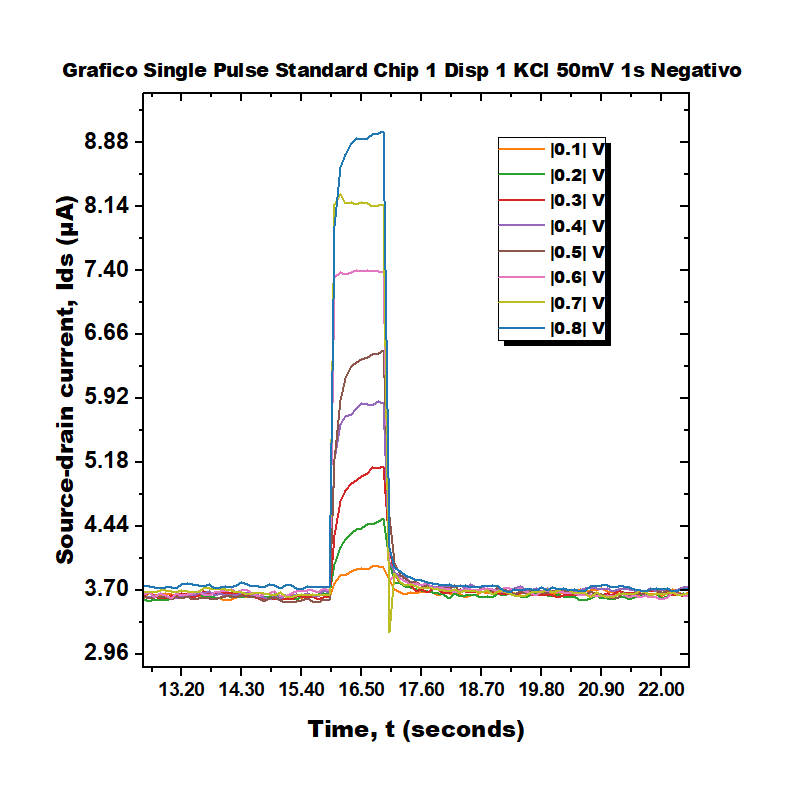 Grafico Single Pulse Standard Chip 1 Disp 1 KCl 50mV 1s Negativo
8.88
8.14
7.40
6.66
5.92
5.18
4.44
3.70
2.96
Source-drain current, Ids (µA)
|0.1| V
|0.2| V
|0.3| V
|0.4| V
|0.5| V
|0.6| V
|0.7| V
|0.8| V
13.20 14.30 15.40 16.50 17.60 18.70 19.80 20.90 22.00
Time, t (seconds)